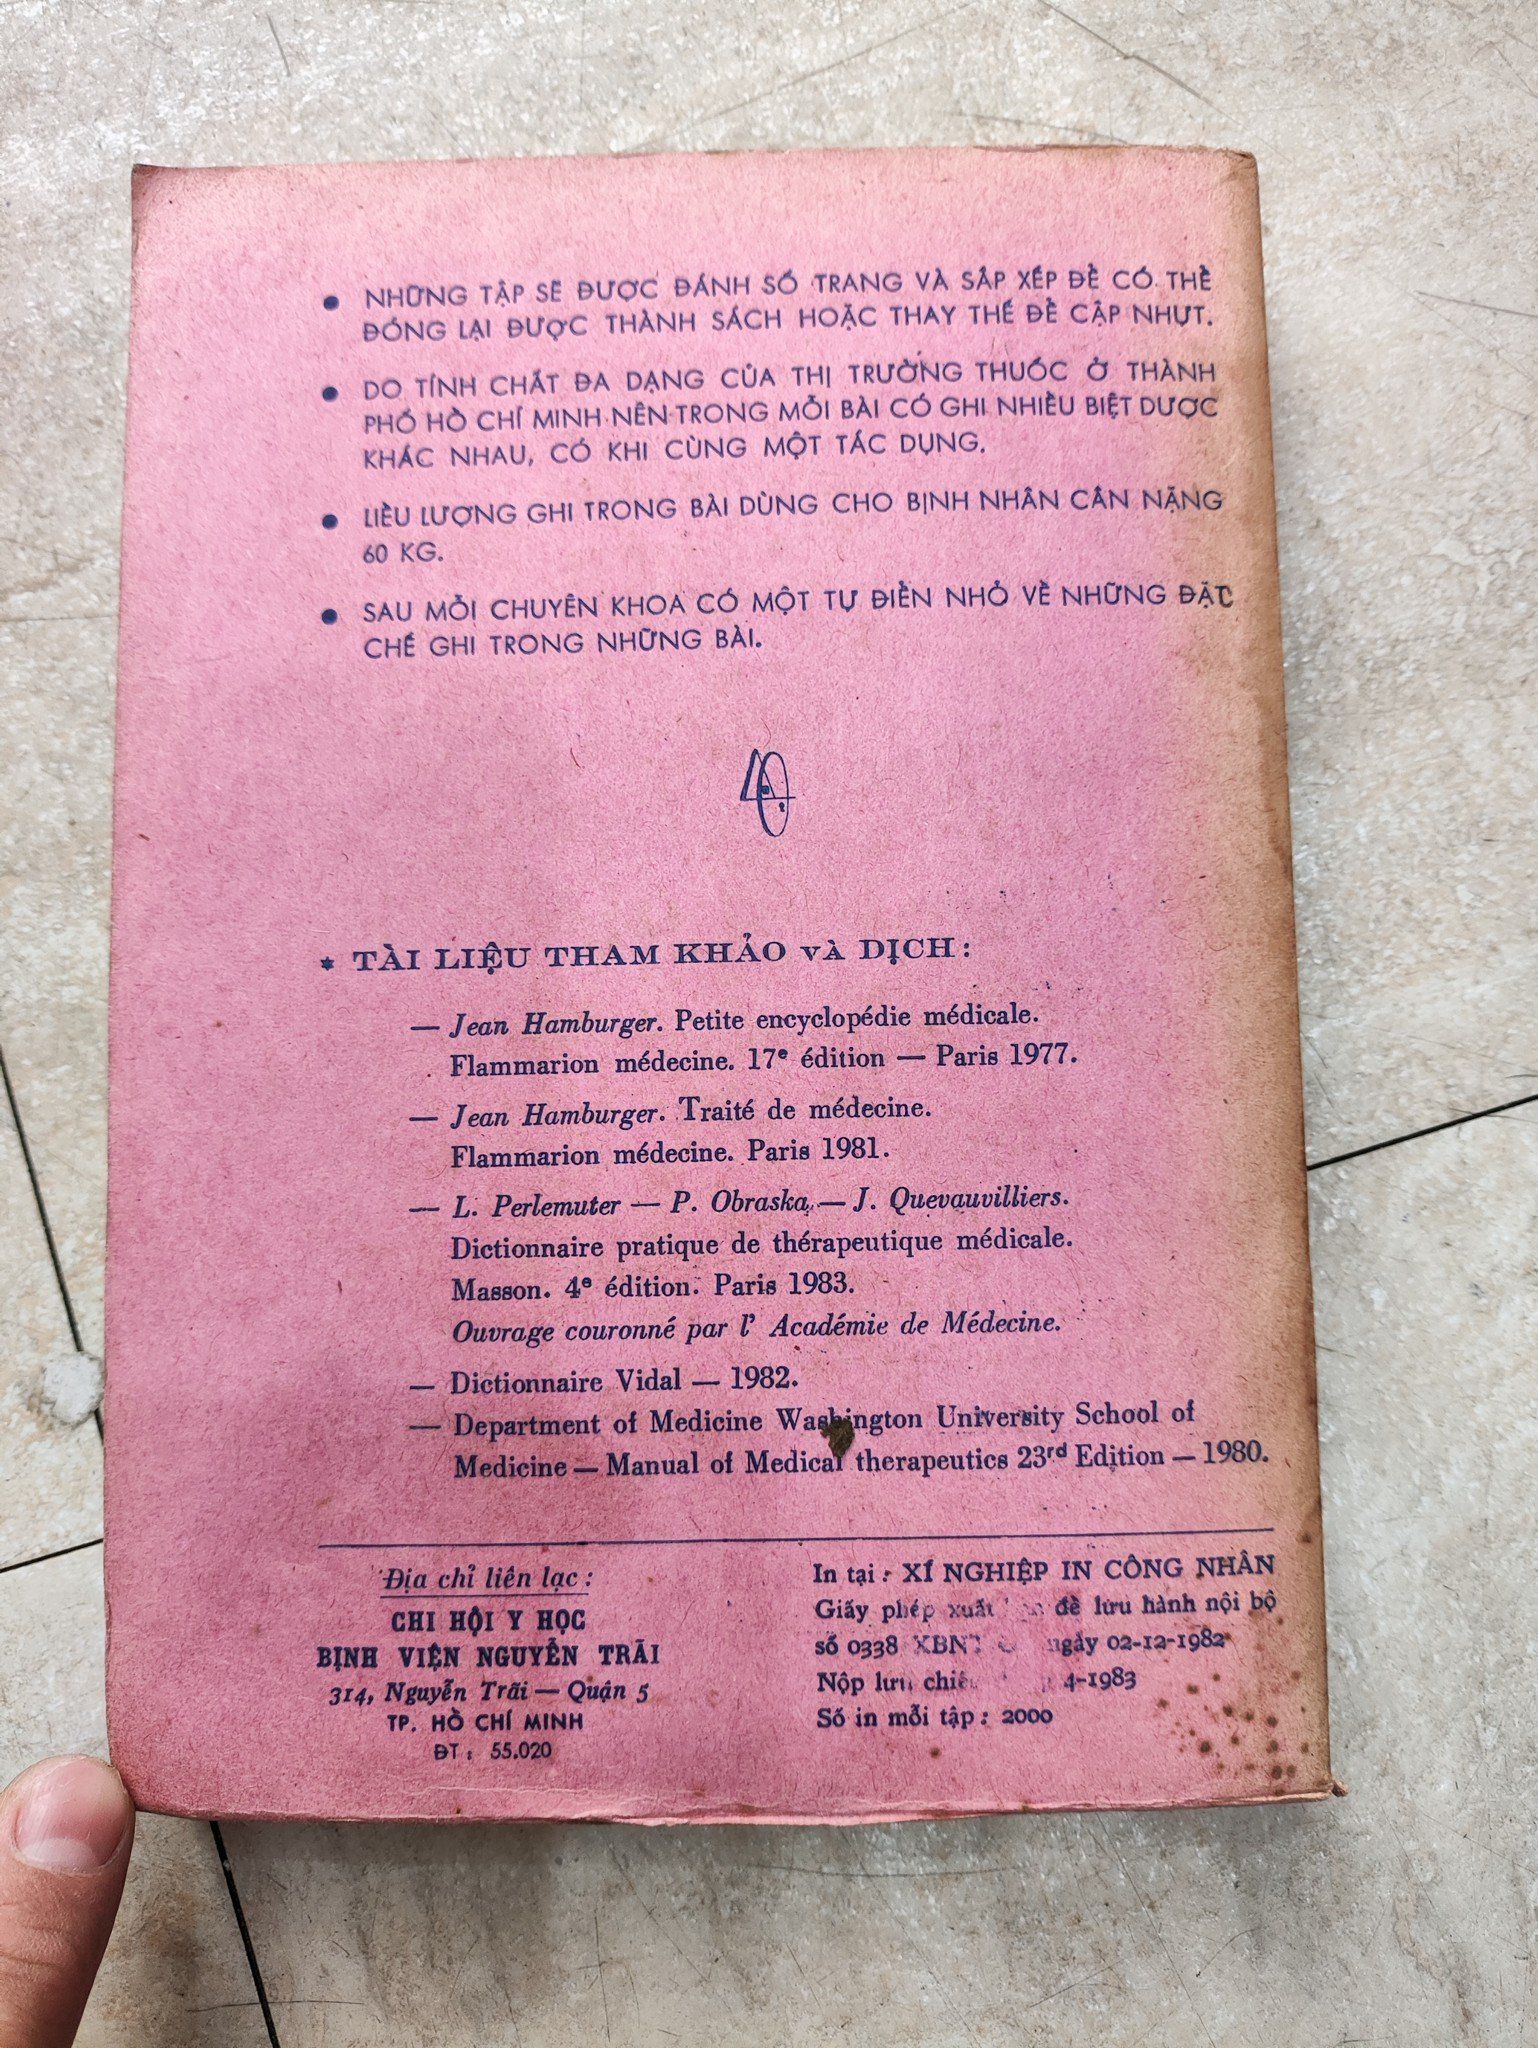 ● NHỮNG TẬP SẼ ĐƯỢC ĐÁNH SỐ TRANG VÀ SẮP XẾP ĐỂ CÓ THỂ
ĐÓNG LẠI ĐƯỢC THÀNH SÁCH HOẶC THAY THẾ ĐỂ CẬP NHỰT.
● DO TÍNH CHẤT ĐA DẠNG CỦA THỊ TRƯỜNG THUỐC Ở THÀNH
PHỐ HỒ CHÍ MINH NÊN TRONG MỖI BÀI CÓ GHI NHIỀU BIỆT DƯỢC
KHÁC NHAU, CÓ KHI CÙNG MỘT TÁC DỤNG.
● LIỀU LƯỢNG GHI TRONG BÀI DÙNG CHO BỊNH NHÂN CÂN NẶNG
60 KG.
● SAU MỖI CHUYÊN KHOA CÓ MỘT TỰ ĐIỂN NHỎ VỀ NHỮNG ĐẶC
CHẾ GHI TRONG NHỮNG BÀI.
* TÀI LIỆU THAM KHẢO VÀ DỊCH :
— Jean Hamburger. Petite encyclopédie médicale.
Flammarion médecine. 17e édition — Paris 1977.
— Jean Hamburger. Traité de médecine.
Flammarion médecine. Paris 1981.
— L. Perlemuter — P. Obraska — J. Quevauvilliers.
Dictionnaire pratique de thérapeutique médicale.
Masson. 4e édition. Paris 1983.
Ouvrage couronné par l' Académie de Médecine.
— Dictionnaire Vidal — 1982.
— Department of Medicine Washington University School of
Medicine — Manual of Medical therapeutics 23rd Edition — 1980.
Địa chỉ liên lạc :
CHI HỘI Y HỌC
BỊNH VIỆN NGUYỄN TRÃI
314, Nguyễn Trãi — Quận 5
TP. HỒ CHÍ MINH
ĐT : 55.020
In tại : XÍ NGHIỆP IN CÔNG NHÂN
Giấy phép xuất để lưu hành nội bộ
số 0338 ngày 02-12-1982
Nộp lưu chiểu 4-1983
Số in mỗi tập : 2000